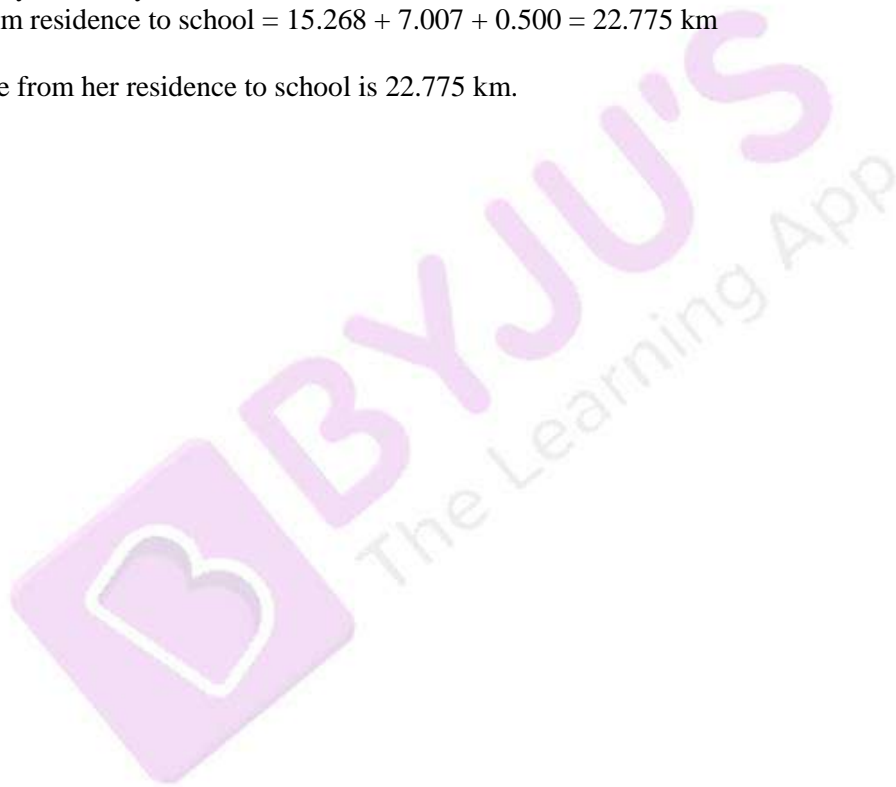 m residence to school = 15.268 + 7.007 + 0.500 = 22.775 km
e from her residence to school is 22.775 km.
BYJU'S
The Learning App